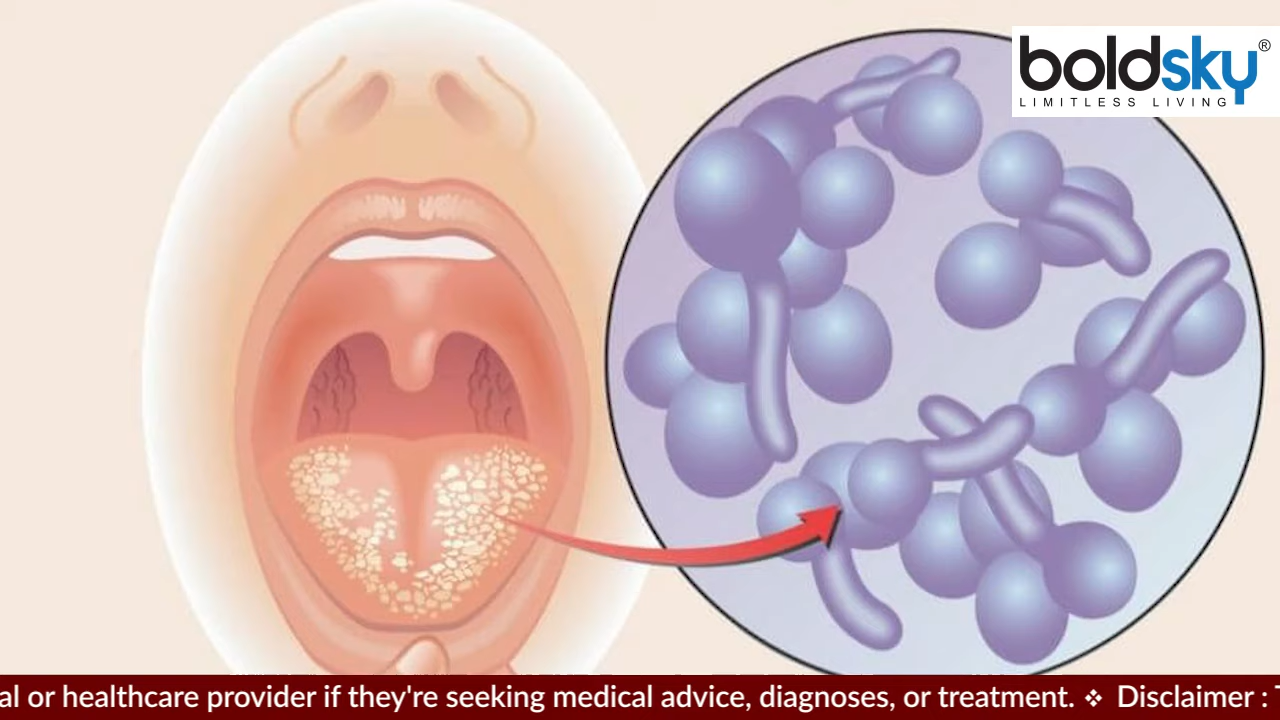 boldsky®
LIMITLESS LIVING
al or healthcare provider if they're seeking medical advice, diagnoses, or treatment. ❖ Disclaimer :